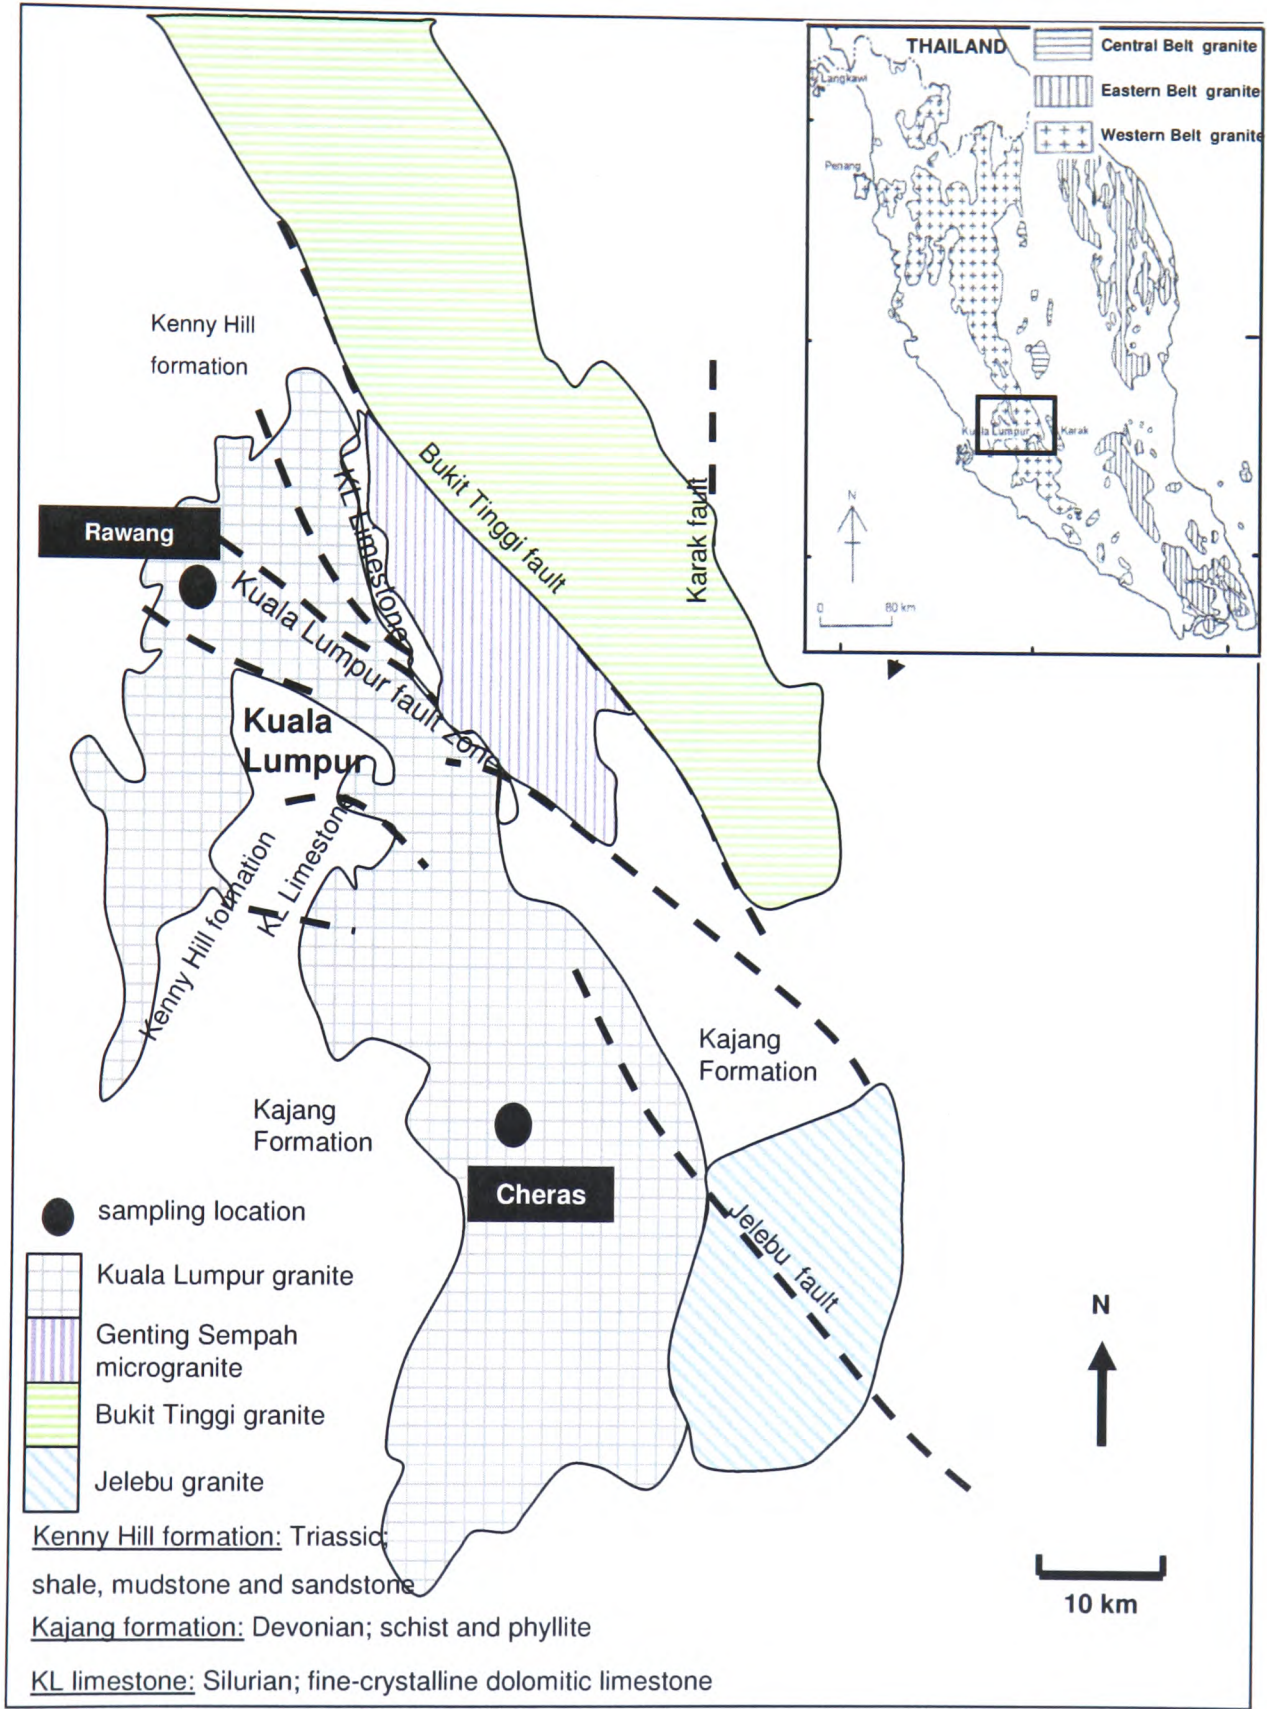 THAILAND
Central Belt granite
Langkawi
Eastern Belt granite
Western Belt granite
Penang
Kuala Lumpur
Karak
N
0 80 km
Kenny Hill
formation
Bukit Tinggi fault
Karak fault
KL Limestone
Rawang
Kuala Lumpur fault zone
Kuala
Lumpur
KL Limestone
Kenny Hill formation
Kajang
Formation
Kajang
Formation
Cheras
Jelebu fault
sampling location
Kuala Lumpur granite
Genting Sempah
microgranite
Bukit Tinggi granite
Jelebu granite
N
10 km
Kenny Hill formation: Triassic;
shale, mudstone and sandstone
Kajang formation: Devonian; schist and phyllite
KL limestone: Silurian; fine-crystalline dolomitic limestone